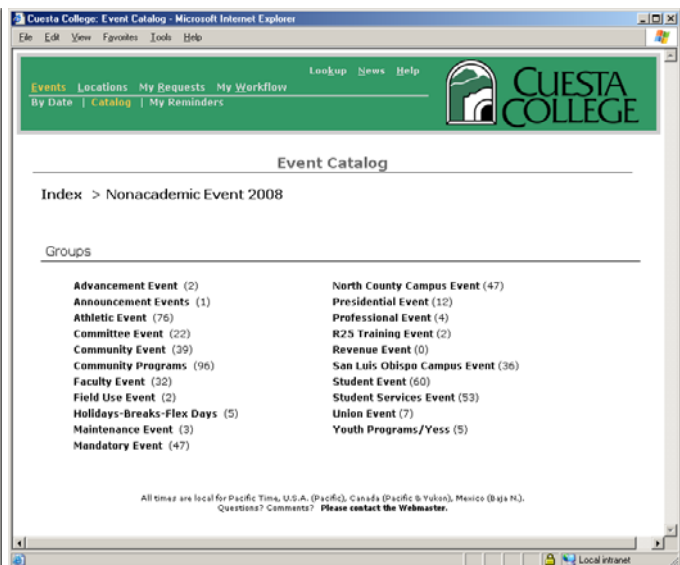 Cuesta College: Event Catalog - Microsoft Internet Explorer
File Edit View Favorites Tools Help
Lookup News Help
Events Locations My Requests My Workflow
By Date | Catalog | My Reminders
CUESTA
COLLEGE
Event Catalog
Index > Nonacademic Event 2008
Groups
Advancement Event (2)
Announcement Events (1)
Athletic Event (76)
Committee Event (22)
Community Event (39)
Community Programs (96)
Faculty Event (32)
Field Use Event (2)
Holidays-Breaks-Flex Days (5)
Maintenance Event (3)
Mandatory Event (47)
North County Campus Event (47)
Presidential Event (12)
Professional Event (4)
R25 Training Event (2)
Revenue Event (0)
San Luis Obispo Campus Event (36)
Student Event (60)
Student Services Event (53)
Union Event (7)
Youth Programs/Yess (5)
All times are local for Pacific Time, U.S.A. (Pacific), Canada (Pacific & Yukon), Mexico (Baja N.).
Questions? Comments? Please contact the Webmaster.
Local intranet